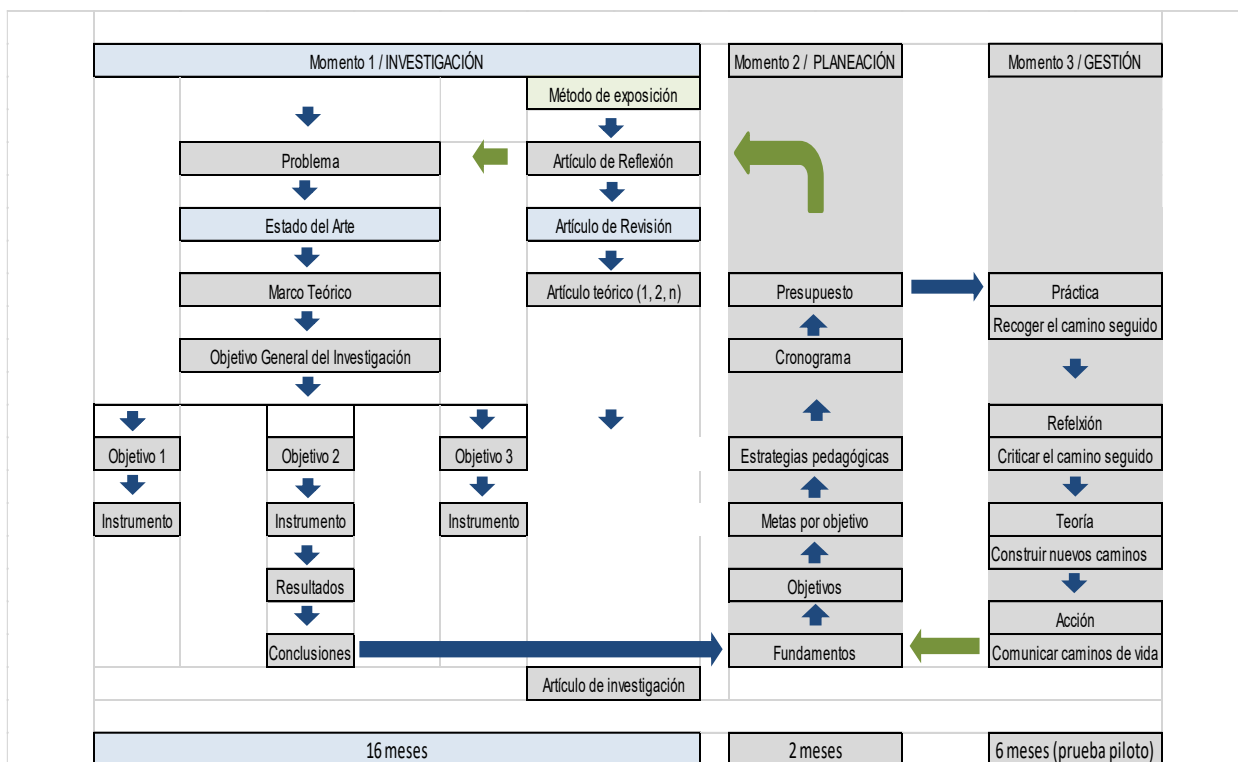 Momento 1 / INVESTIGACIÓN
Momento 2 / PLANEACIÓN
Momento 3 / GESTIÓN
Método de exposición
Problema
Artículo de Reflexión
Estado del Arte
Artículo de Revisión
Marco Teórico
Artículo teórico (1, 2, n)
Presupuesto
Práctica
Recoger el camino seguido
Objetivo General del Investigación
Cronograma
Refelxión
Objetivo 1
Objetivo 2
Objetivo 3
Estrategias pedagógicas
Criticar el camino seguido
Instrumento
Instrumento
Instrumento
Metas por objetivo
Teoría
Construir nuevos caminos
Resultados
Objetivos
Acción
Conclusiones
Fundamentos
Comunicar caminos de vida
Artículo de investigación
16 meses
2 meses
6 meses (prueba piloto)